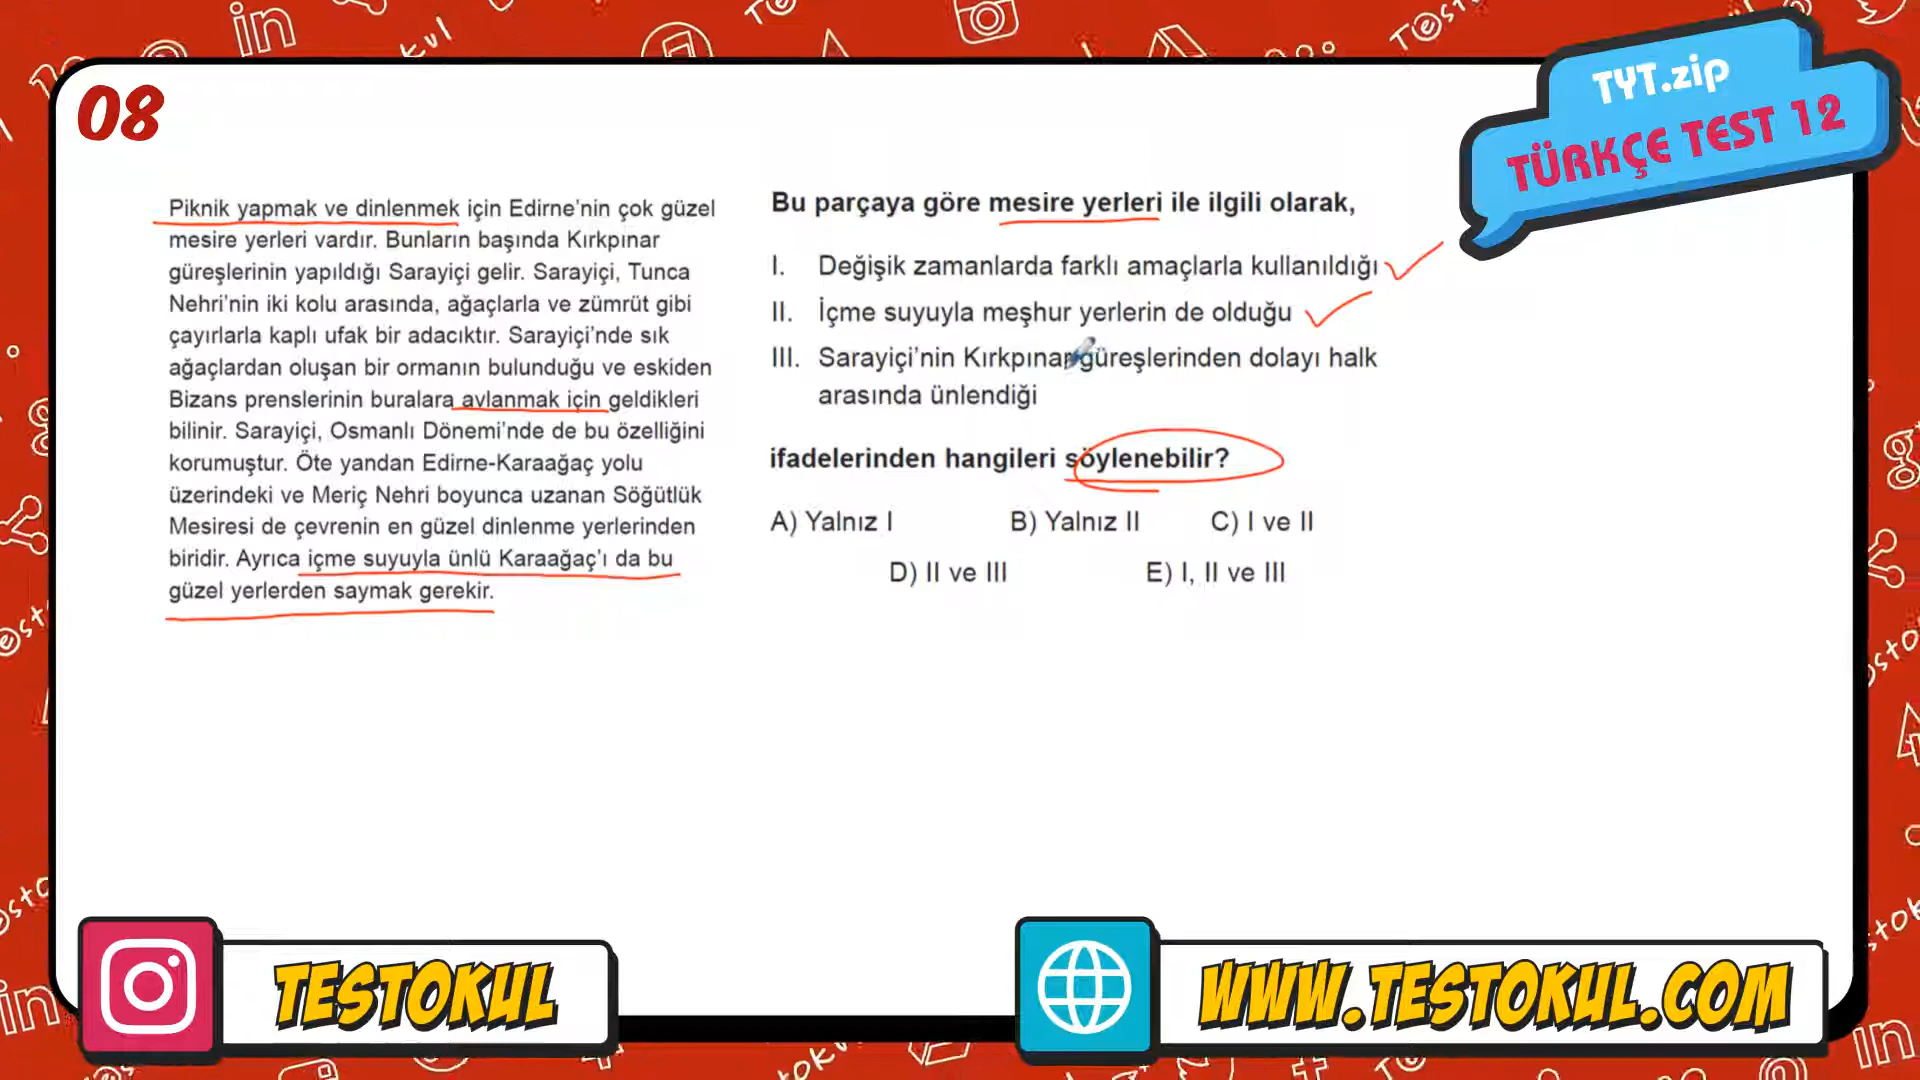 08
TYT.zip
TÜRKÇE TEST 12
Piknik yapmak ve dinlenmek için Edirne'nin çok güzel
mesire yerleri vardır. Bunların başında Kırkpınar
güreşlerinin yapıldığı Sarayiçi gelir. Sarayiçi, Tunca
Nehri'nin iki kolu arasında, ağaçlarla ve zümrüt gibi
çayırlarla kaplı ufak bir adacıktır. Sarayiçi'nde sık
ağaçlardan oluşan bir ormanın bulunduğu ve eskiden
Bizans prenslerinin buralara avlanmak için geldikleri
bilinir. Sarayiçi, Osmanlı Dönemi'nde de bu özelliğini
korumuştur. Öte yandan Edirne-Karaağaç yolu
üzerindeki ve Meriç Nehri boyunca uzanan Söğütlük
Mesiresi de çevrenin en güzel dinlenme yerlerinden
biridir. Ayrıca içme suyuyla ünlü Karaağaç'ı da bu
güzel yerlerden saymak gerekir.
Bu parçaya göre mesire yerleri ile ilgili olarak,
I. Değişik zamanlarda farklı amaçlarla kullanıldığı
II. İçme suyuyla meşhur yerlerin de olduğu
III. Sarayiçi'nin Kırkpınar güreşlerinden dolayı halk
arasında ünlendiği
ifadelerinden hangileri söylenebilir?
A) Yalnız I B) Yalnız II C) I ve II
D) II ve III E) I, II ve III
TESTOKUL
WWW.TESTOKUL.COM